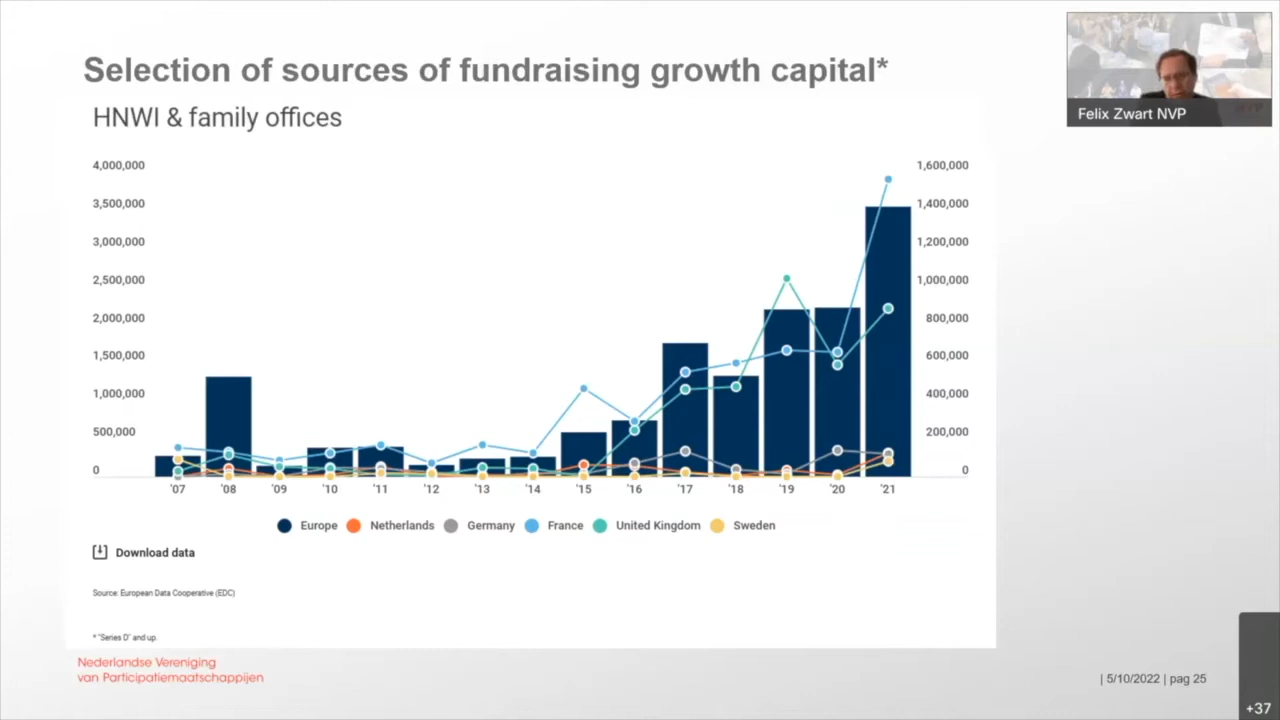 Selection of sources of fundraising growth capital*
Felix Zwart NVP
HNWI & family offices
4,000,000
3,500,000
3,000,000
2,500,000
2,000,000
1,500,000
1,000,000
500,000
0
1,600,000
1,400,000
1,200,000
1,000,000
800,000
600,000
400,000
200,000
0
'07 '08 '09 '10 '11 '12 '13 '14 '15 '16 '17 '18 '19 '20 '21
Europe Netherlands Germany France United Kingdom Sweden
Download data
Source: European Data Cooperative (EDC)
* "Series D" and up.
Nederlandse Vereniging
van Participatiemaatschappijen
| 5/10/2022 | pag 25
+37